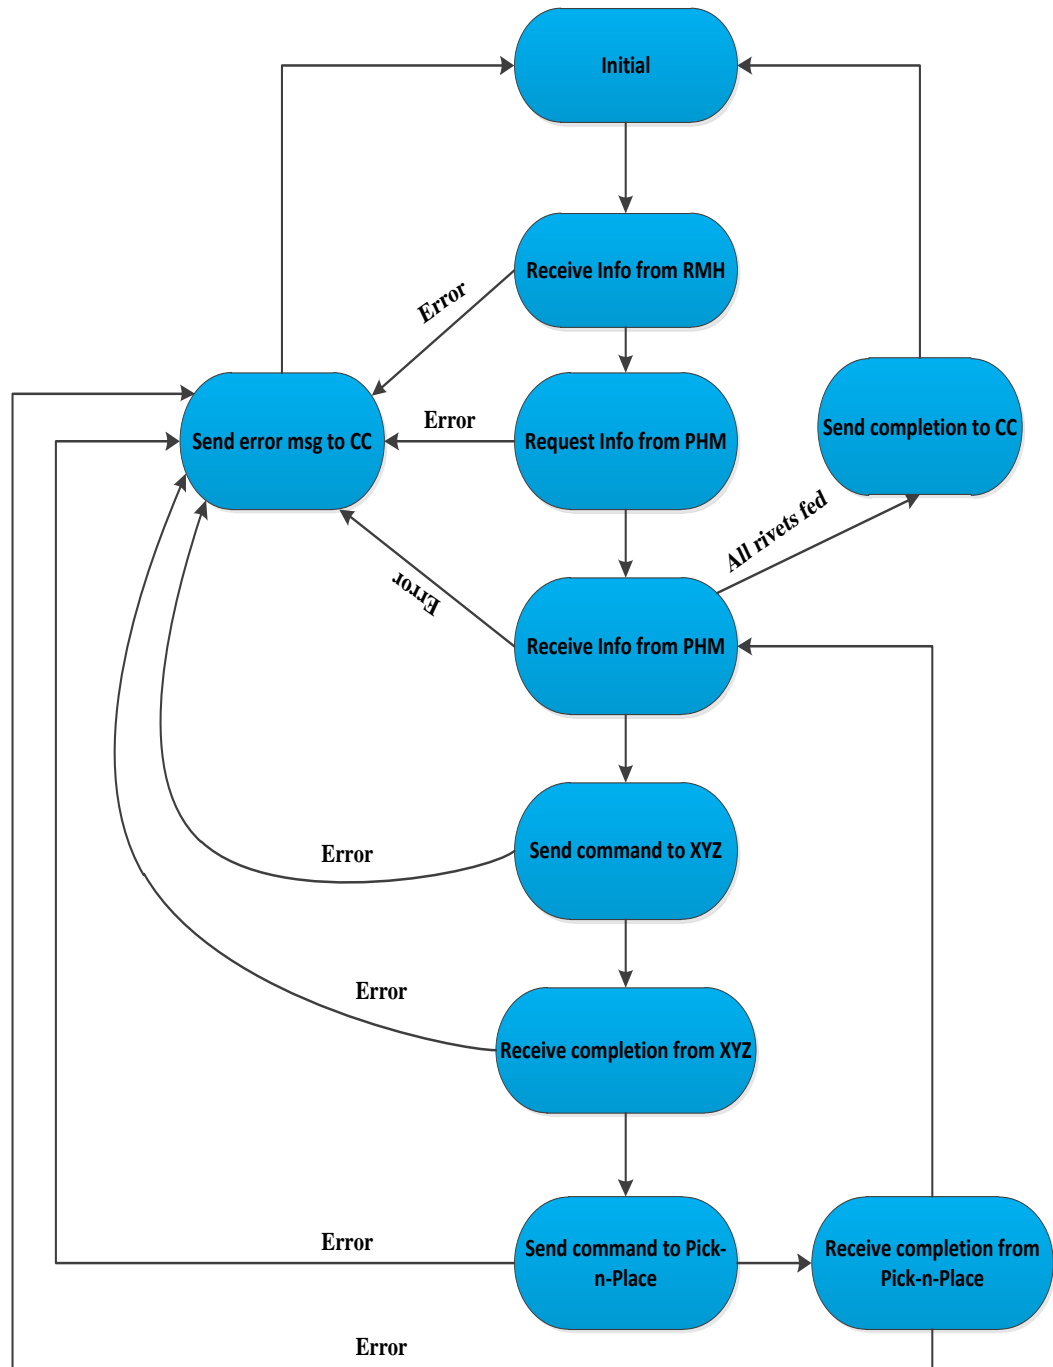 Initial
Receive Info from RMH
Error
Send error msg to CC
Error
Request Info from PHM
Send completion to CC
All rivets fed
Error
Receive Info from PHM
Error
Send command to XYZ
Error
Receive completion from XYZ
Error
Send command to Pick-
n-Place
Receive completion from
Pick-n-Place
Error